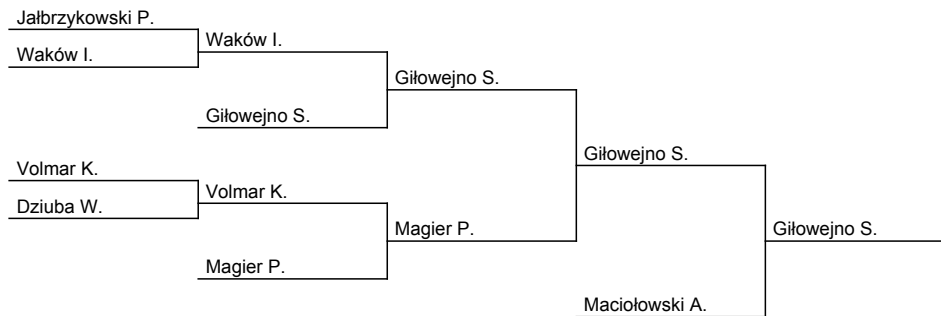 Jałbrzykowski P.
Waków I.
Waków I.
Giłowejno S.
Giłowejno S.
Volmar K.
Giłowejno S.
Dziuba W.
Volmar K.
Magier P.
Giłowejno S.
Magier P.
Maciołowski A.